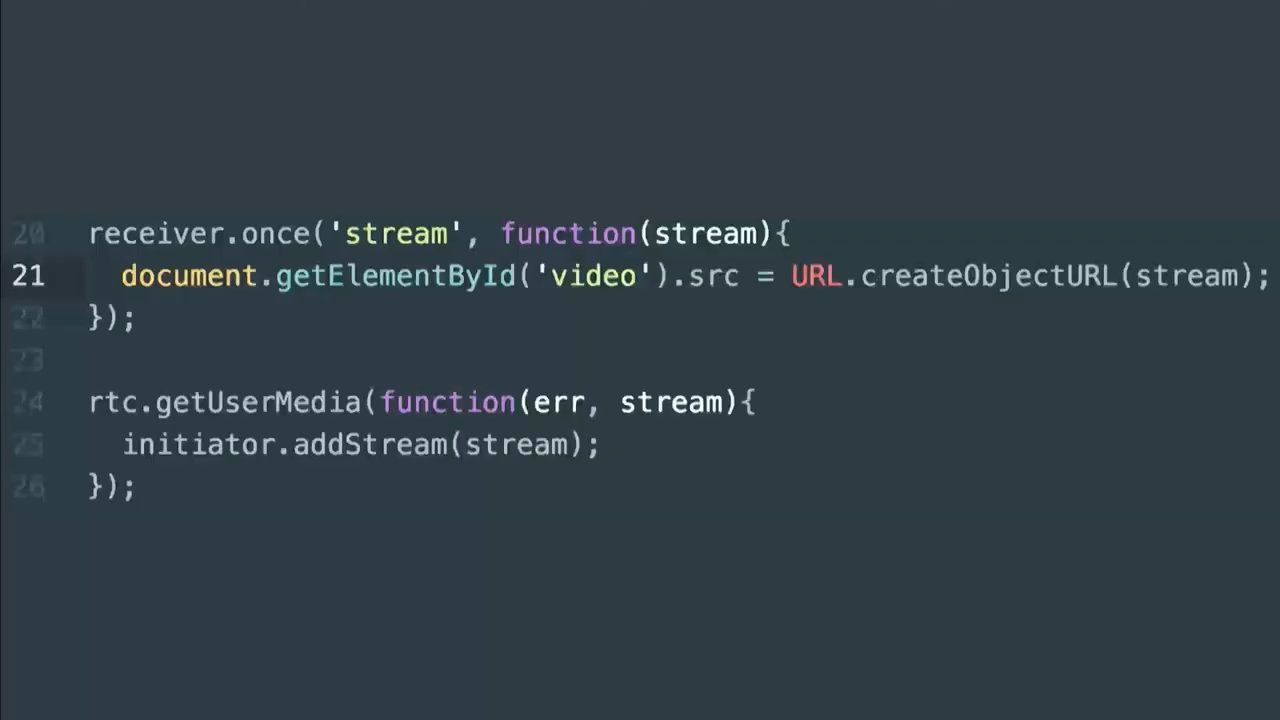 20 receiver.once('stream', function(stream){
21 document.getElementById('video').src = URL.createObjectURL(stream);
22 });
23
24 rtc.getUserMedia(function(err, stream){
25 initiator.addStream(stream);
26 });